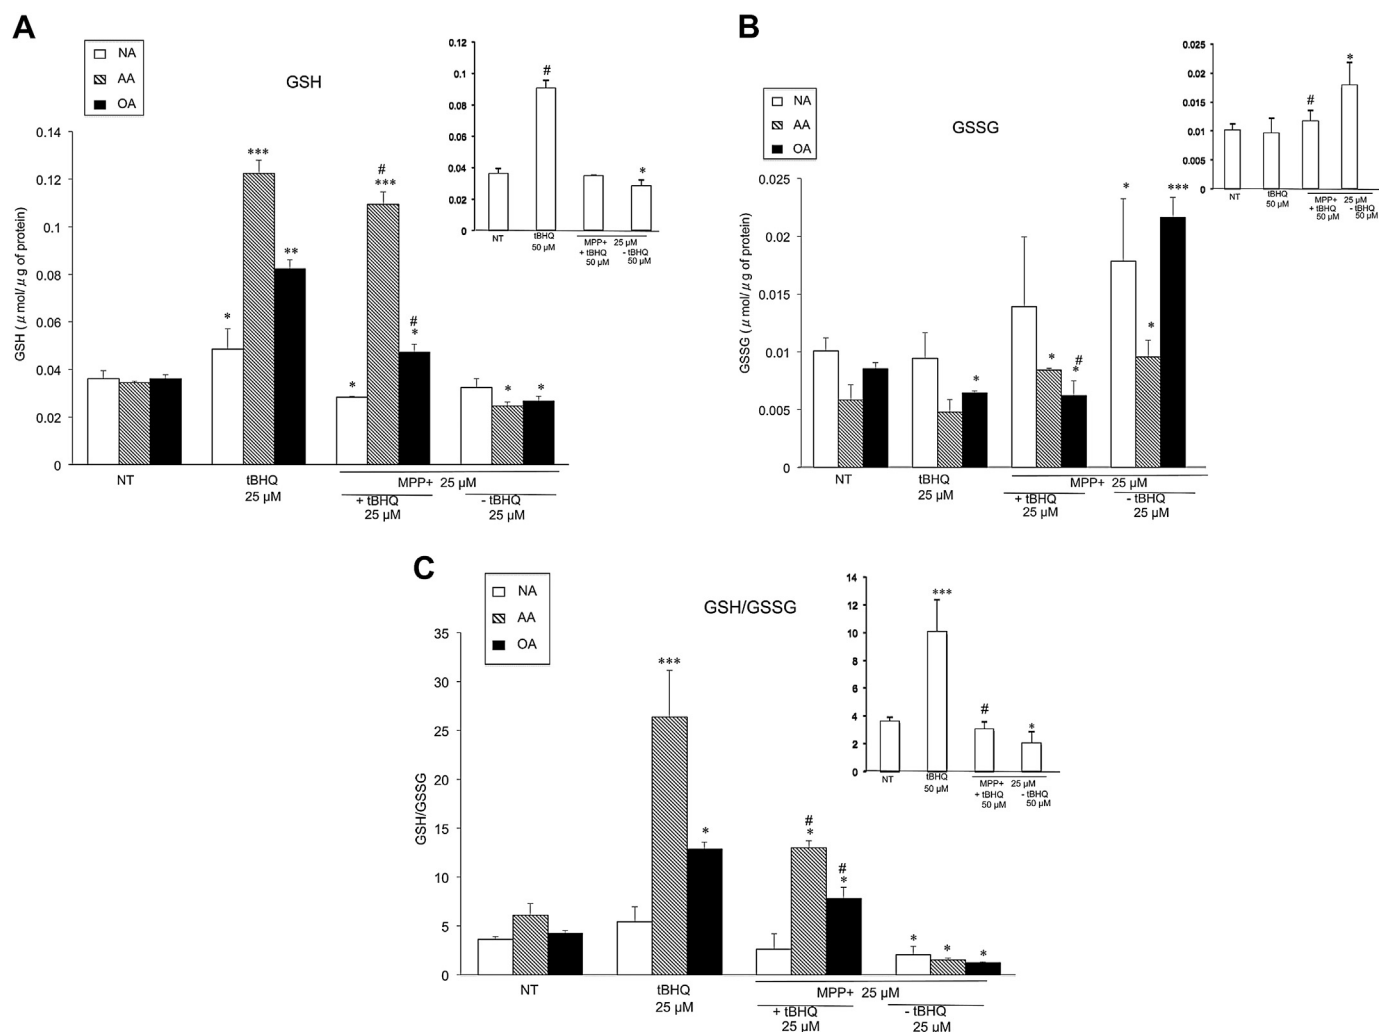 A
NA
AA
OA
GSH
GSH ( μ mol/ μ g of protein)
0.14
0.12
0.1
0.08
0.06
0.04
0.02
0
*
***
**
*
#
***
#
*
*
*
NT
tBHQ
25 μM
MPP+ 25 μM
+ tBHQ
25 μM
- tBHQ
25 μM
0.12
0.1
0.08
0.06
0.04
0.02
0
#
*
NT
tBHQ
50 μM
MPP+ 25 μM
+ tBHQ
50 μM
- tBHQ
50 μM
B
NA
AA
OA
GSSG
GSSG ( μ mol/ μ g of protein)
0.025
0.02
0.015
0.01
0.005
0
*
*
#
*
*
*
***
NT
tBHQ
25 μM
MPP+ 25 μM
+ tBHQ
25 μM
- tBHQ
25 μM
0.025
0.02
0.015
0.010
0.005
0
#
*
NT
tBHQ
50 μM
MPP+ 25 μM
+ tBHQ
50 μM
- tBHQ
50 μM
C
NA
AA
OA
GSH/GSSG
GSH/GSSG
35
30
25
20
15
10
5
0
***
*
#
*
#
*
*
*
*
NT
tBHQ
25 μM
MPP+ 25 μM
+ tBHQ
25 μM
- tBHQ
25 μM
14
12
10
8
6
4
2
0
***
#
*
NT
tBHQ
50 μM
MPP+ 25 μM
+ tBHQ
50 μM
- tBHQ
50 μM